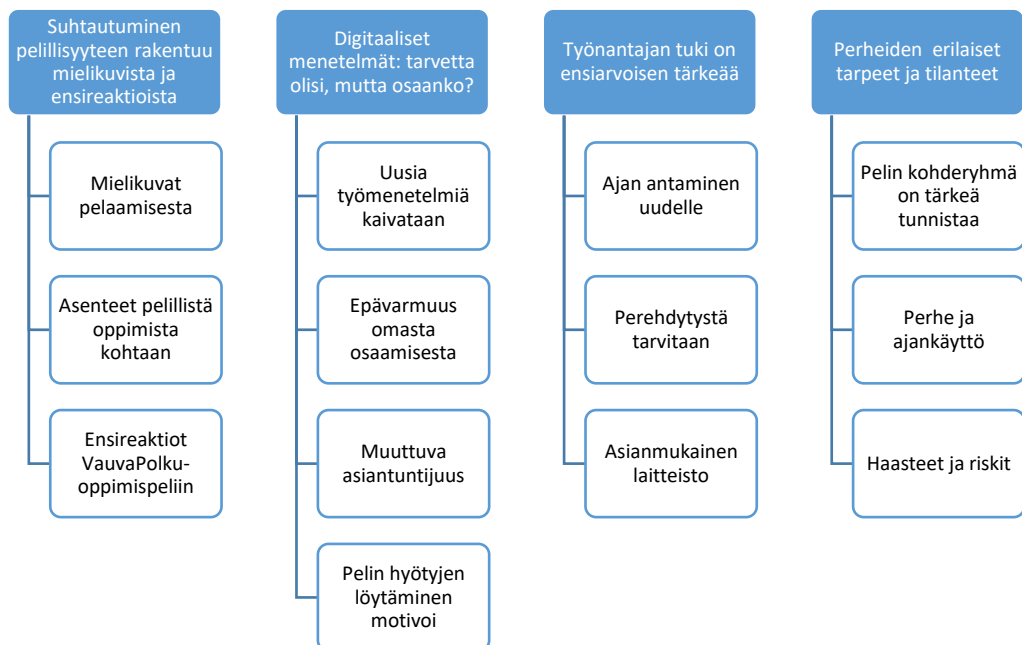 Suhtautuminen
pelillisyyteen rakentuu
mielikuvista ja
ensireaktioista
Mielikuvat
pelaamisesta
Asenteet pelillistä
oppimista
kohtaan
Ensireaktiot
VauvaPolku-
oppimispeliin
Digitaaliset
menetelmät: tarvetta
olisi, mutta osaanko?
Uusia
työmenetelmiä
kaivataan
Epävarmuus
omasta
osaamisesta
Muuttuva
asiantuntijuus
Pelin hyötyjen
löytäminen
motivoi
Työnantajan tuki on
ensiarvoisen tärkeää
Ajan antaminen
uudelle
Perehdytystä
tarvitaan
Asianmukainen
laitteisto
Perheiden erilaiset
tarpeet ja tilanteet
Pelin kohderyhmä
on tärkeä
tunnistaa
Perhe ja
ajankäyttö
Haasteet ja riskit